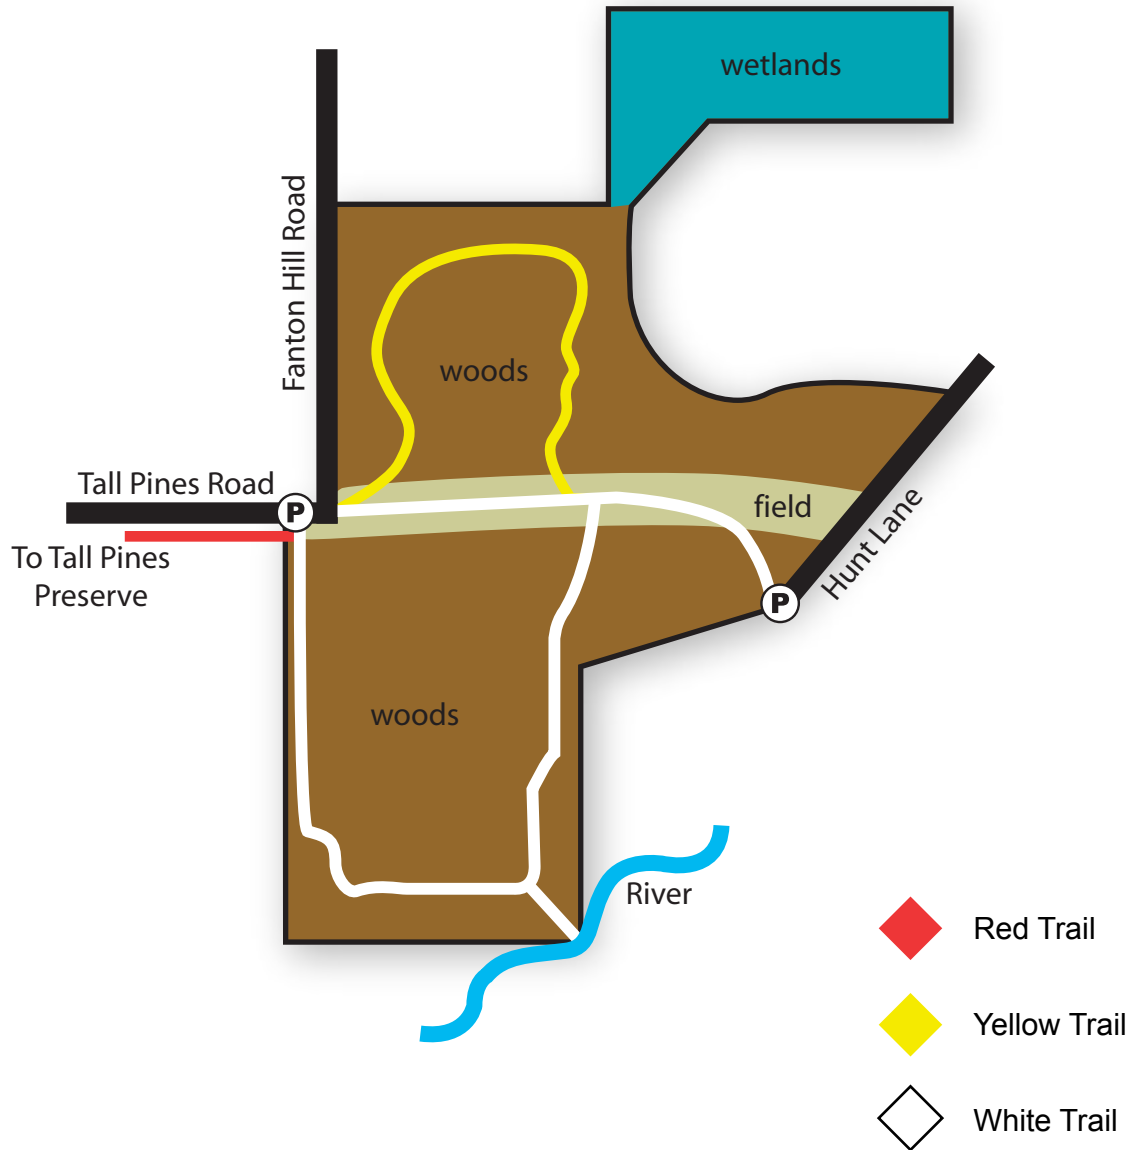 wetlands
Fanton Hill Road
woods
Tall Pines Road
P
field
To Tall Pines
Preserve
Hunt Lane
P
woods
River
Red Trail
Yellow Trail
White Trail